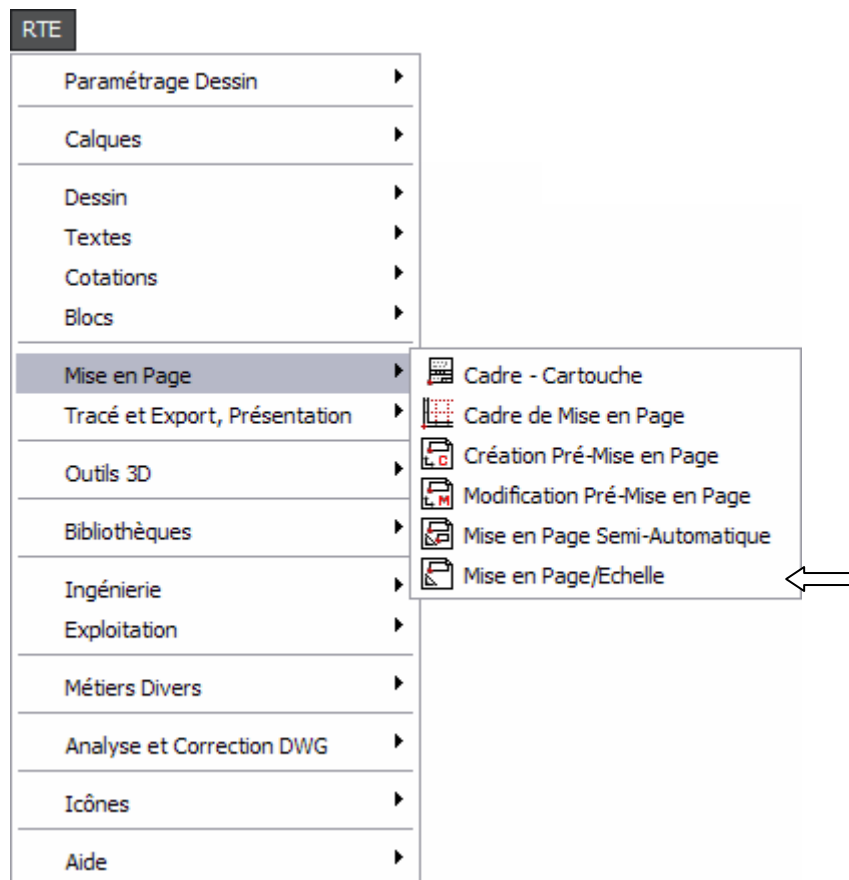 RTE
Paramétrage Dessin
Calques
Dessin
Textes
Cotations
Blocs
Mise en Page
Tracé et Export, Présentation
Outils 3D
Bibliothèques
Ingénierie
Exploitation
Métiers Divers
Analyse et Correction DWG
Icônes
Aide
Cadre - Cartouche
Cadre de Mise en Page
Création Pré-Mise en Page
Modification Pré-Mise en Page
Mise en Page Semi-Automatique
Mise en Page/Echelle